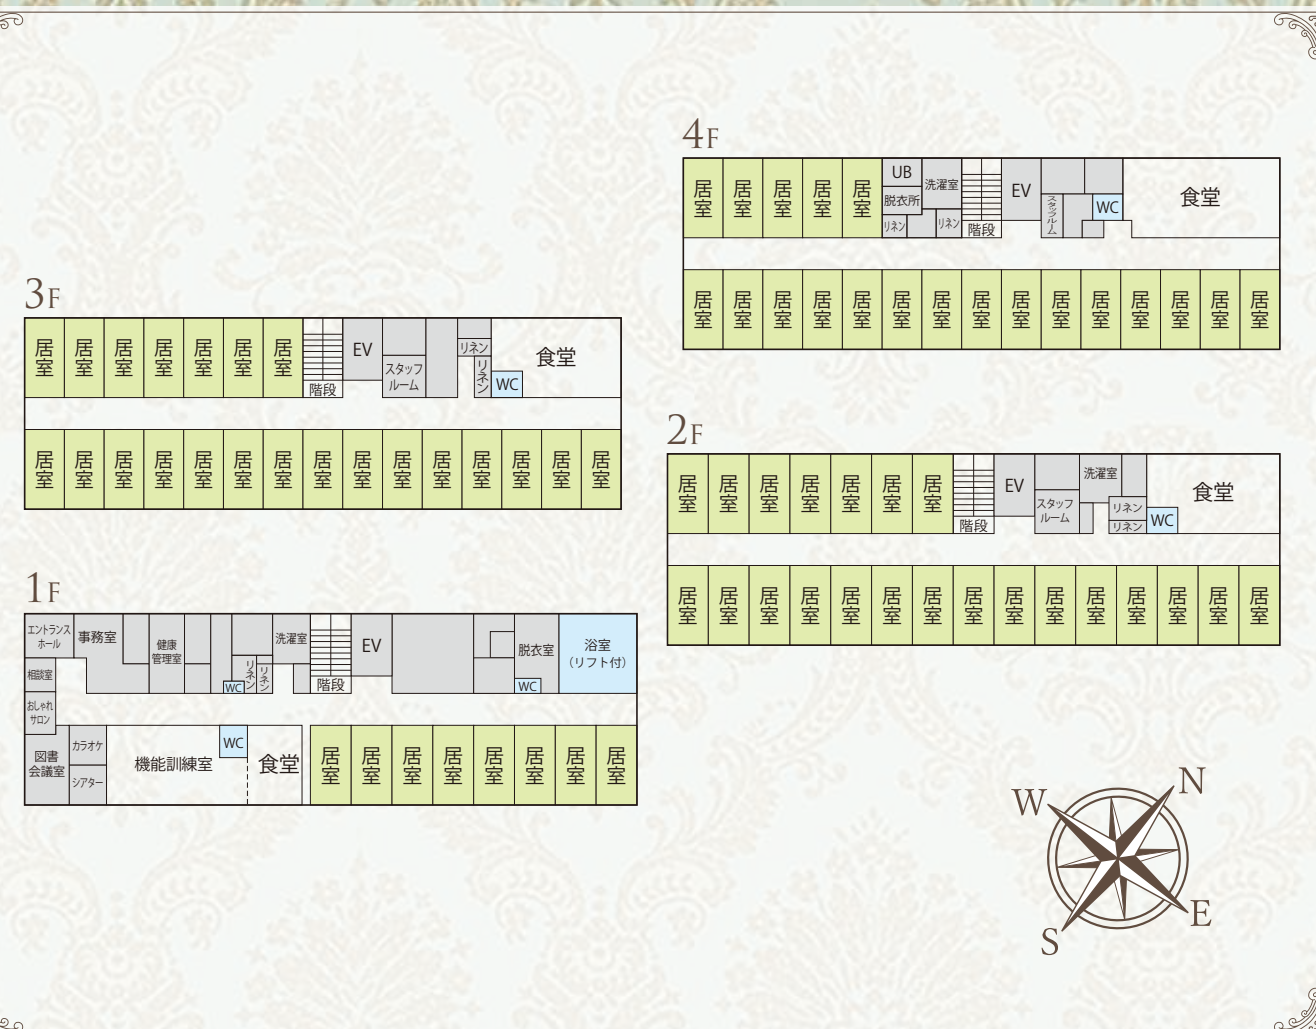 4F
居室 居室 居室 居室 居室 UB 脱衣所 リネン 洗濯室 リネン 階段 EV スタッフルーム WC 食堂
居室 居室 居室 居室 居室 居室 居室 居室 居室 居室 居室 居室 居室 居室 居室
3F
居室 居室 居室 居室 居室 居室 居室 階段 EV スタッフ
ルーム リネン リネン WC 食堂
居室 居室 居室 居室 居室 居室 居室 居室 居室 居室 居室 居室 居室 居室 居室
2F
居室 居室 居室 居室 居室 居室 居室 階段 EV スタッフ
ルーム 洗濯室 リネン リネン WC 食堂
居室 居室 居室 居室 居室 居室 居室 居室 居室 居室 居室 居室 居室 居室 居室
1F
エントランス
ホール 事務室 健康
管理室 WC リネン リネン 洗濯室 階段 EV 脱衣室 WC 浴室
（リフト付）
相談室
おしゃれ
サロン
図書
会議室 カラオケ シアター 機能訓練室 WC 食堂 居室 居室 居室 居室 居室 居室 居室 居室
N
W
E
S